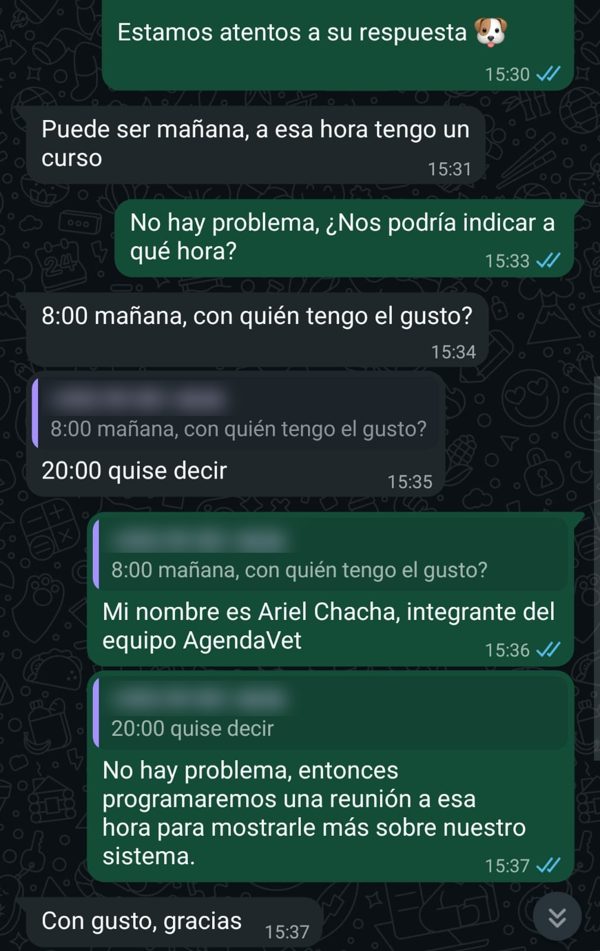 Estamos atentos a su respuesta 🐶
15:30
Puede ser mañana, a esa hora tengo un
curso
15:31
No hay problema, ¿Nos podría indicar a
qué hora?
15:33
8:00 mañana, con quién tengo el gusto?
15:34
8:00 mañana, con quién tengo el gusto?
20:00 quise decir
15:35
8:00 mañana, con quién tengo el gusto?
Mi nombre es Ariel Chacha, integrante del
equipo AgendaVet
15:36
20:00 quise decir
No hay problema, entonces
programaremos una reunión a esa
hora para mostrarle más sobre nuestro
sistema.
15:37
Con gusto, gracias
15:37